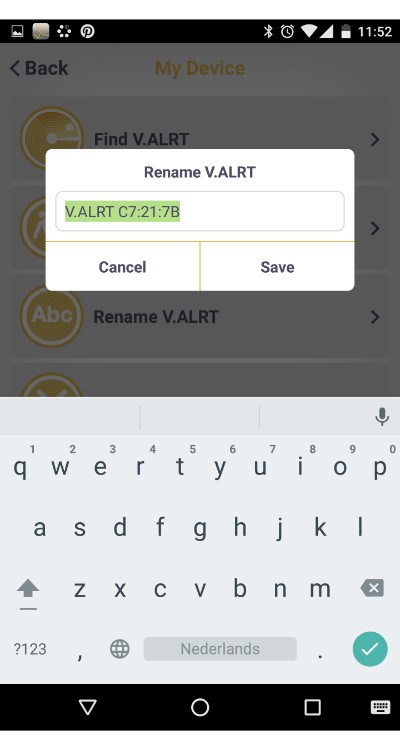 11:52
Back My Device
Find V.ALRT
Rename V.ALRT
V.ALRT C7:21:7B
Cancel Save
Abc Rename V.ALRT
1 2 3 4 5 6 7 8 9 0
q w e r t y u i o p
a s d f g h j k l
z x c v b n m
?123 , Nederlands .